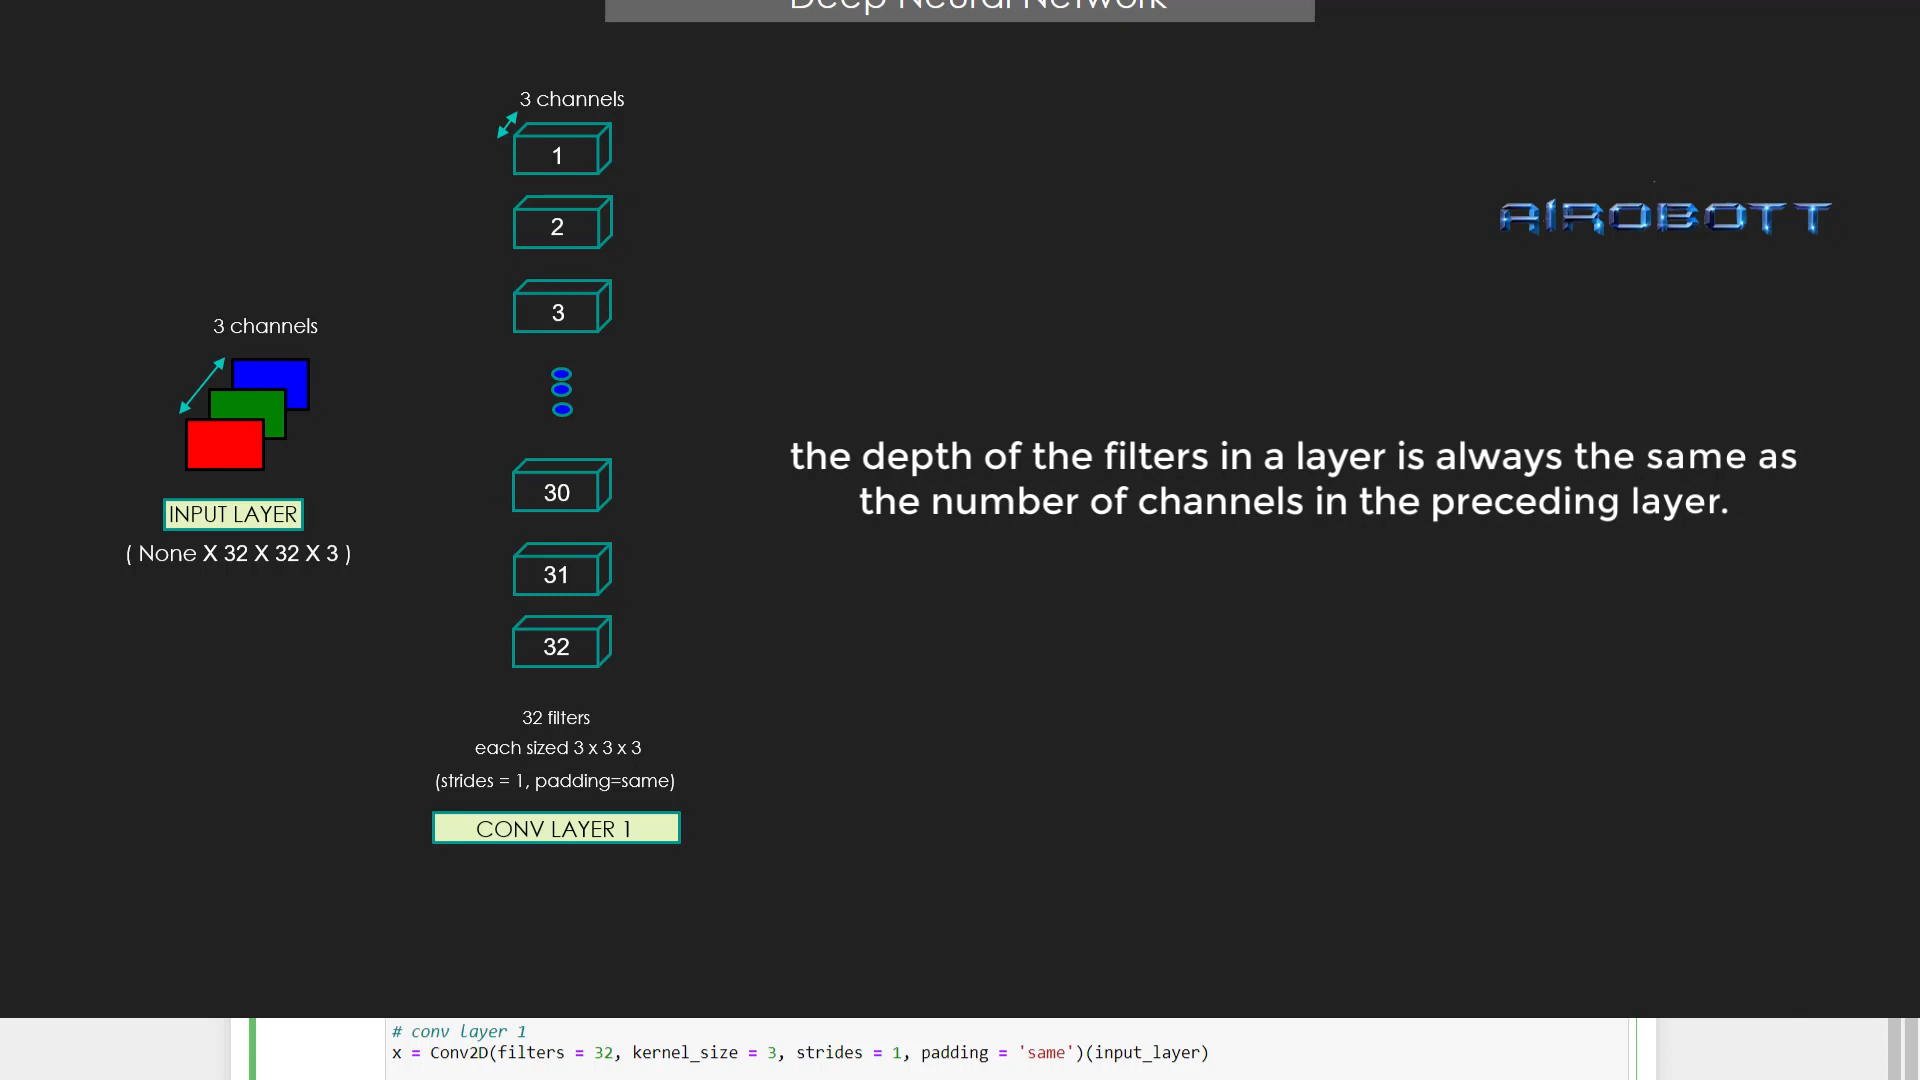 Deep Neural Network
3 channels
1
2
3
30
31
32
32 filters
each sized 3 x 3 x 3
(strides = 1, padding=same)
CONV LAYER 1
3 channels
INPUT LAYER
( None X 32 X 32 X 3 )
AIROBOTT
the depth of the filters in a layer is always the same as
the number of channels in the preceding layer.
# conv layer 1
x = Conv2D(filters = 32, kernel_size = 3, strides = 1, padding = 'same')(input_layer)